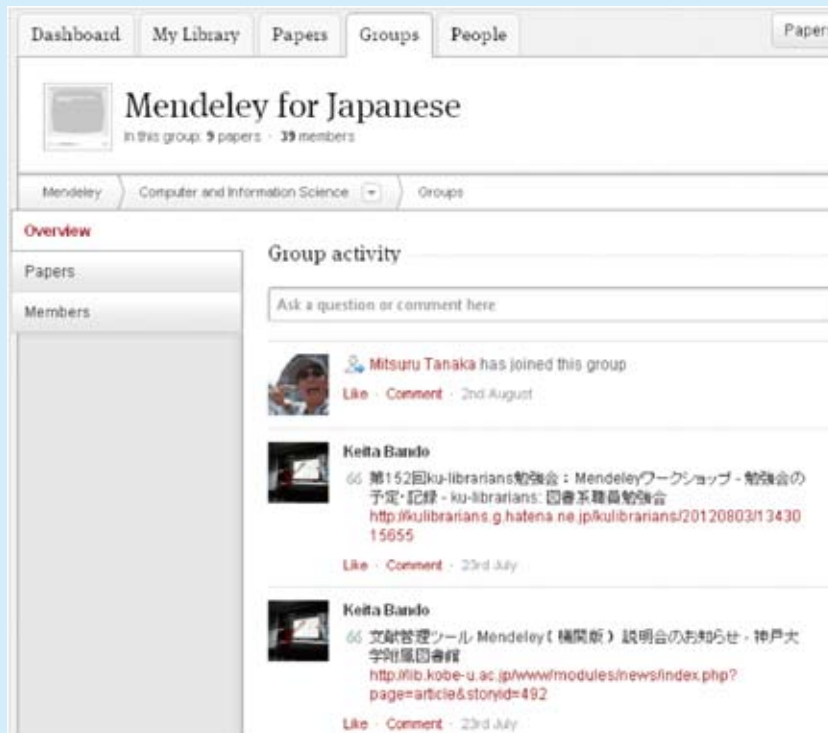 Dashboard My Library Papers Groups People Papers
Mendeley for Japanese
In this group: 9 papers · 39 members
Mendeley Computer and Information Science Groups
Overview
Papers
Members
Group activity
Ask a question or comment here
Mitsuru Tanaka has joined this group
Like · Comment · 2nd August
Keita Bando
第152回ku-librarians勉強会：Mendeleyワークショップ - 勉強会の
予定・記録 - ku-librarians: 図書系職員勉強会
http://kulibrarians.g.hatena.ne.jp/kulibrarians/20120803/13430
15655
Like · Comment · 23rd July
Keita Bando
文献管理ツール Mendeley（機関版）説明会のお知らせ - 神戸大
学附属図書館
http://lib.kobe-u.ac.jp/www/modules/news/index.php?
page=article&storyid=492
Like · Comment · 23rd July